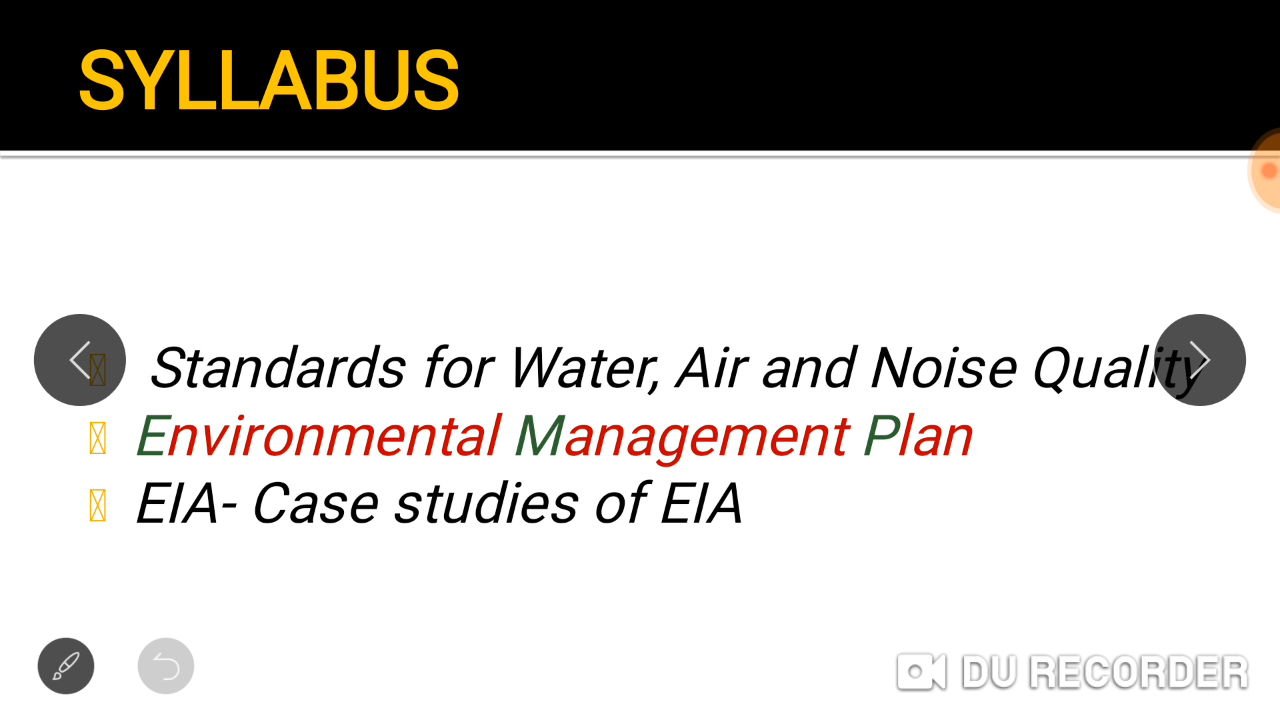 SYLLABUS
Standards for Water, Air and Noise Quality
Environmental Management Plan
EIA- Case studies of EIA
DU RECORDER